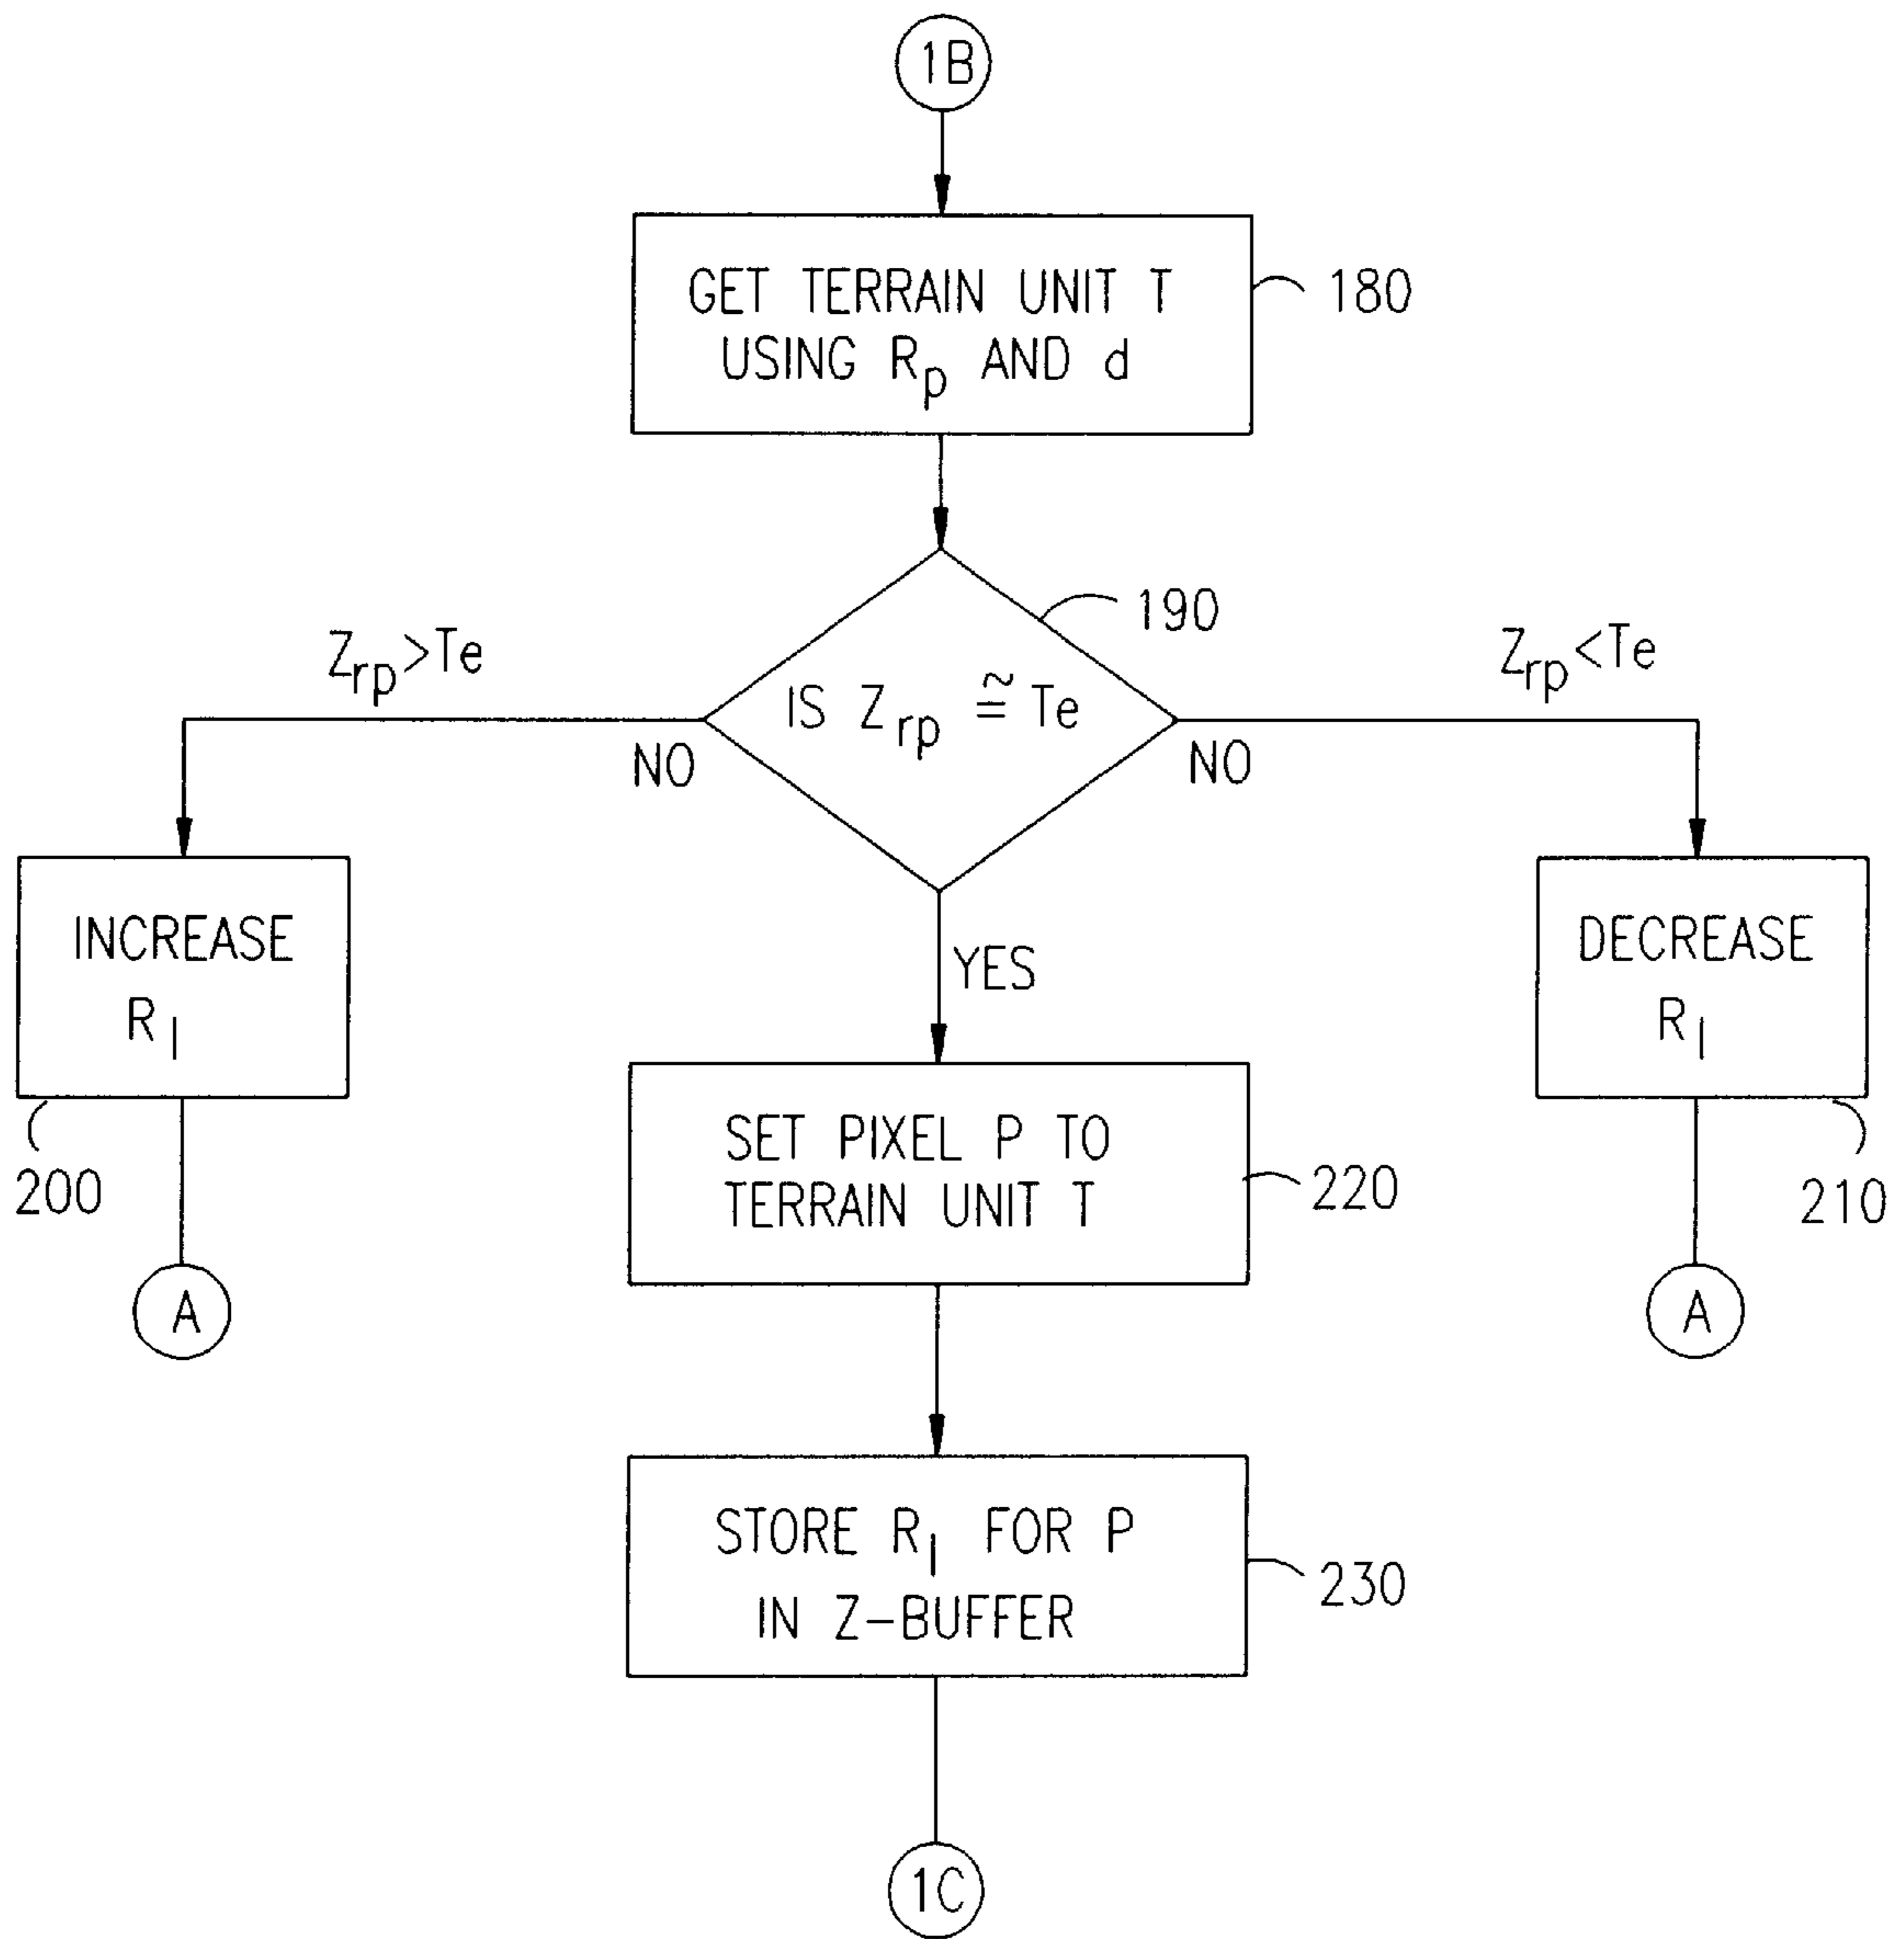 1B
GET TERRAIN UNIT T
USING Rp AND d
180
190
Zrp>Te
Zrp<Te
IS Zrp ≅ Te
NO
NO
INCREASE
Rl
200
DECREASE
Rl
210
YES
SET PIXEL P TO
TERRAIN UNIT T
220
A
A
STORE Rl FOR P
IN Z-BUFFER
230
1C